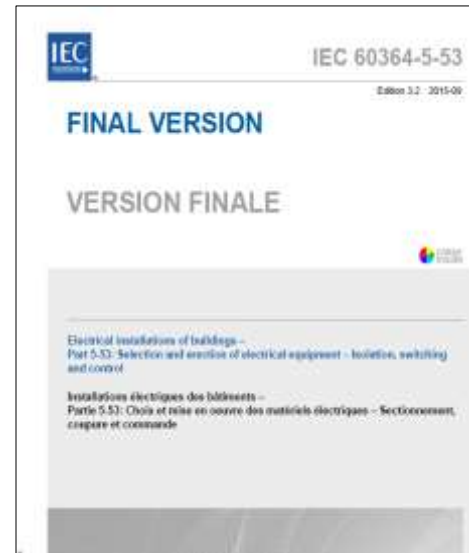 IEC
IEC 60364-5-53
Edition 3.2 2015-09
FINAL VERSION
VERSION FINALE
Electrical installations of buildings –
Part 5-53: Selection and erection of electrical equipment – Isolation, switching
and control
Installations électriques des bâtiments –
Partie 5-53: Choix et mise en oeuvre des matériels électriques – Sectionnement,
coupure et commande